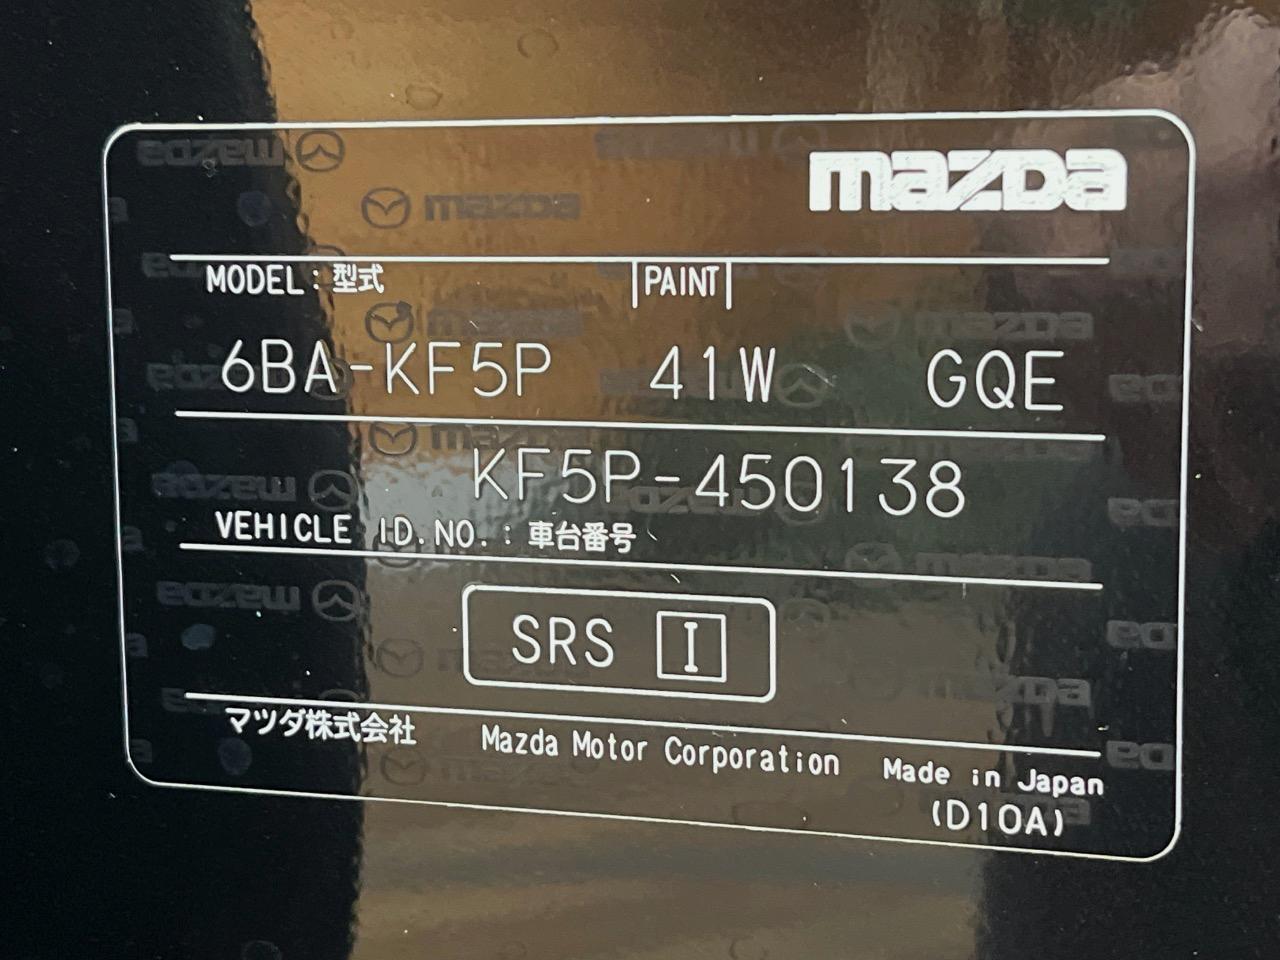 mazda
MODEL:型式 PAINT
6BA-KF5P 41W GQE
KF5P-450138
VEHICLE ID.NO.:車台番号
SRS I
マツダ株式会社 Mazda Motor Corporation Made in Japan
(D10A)